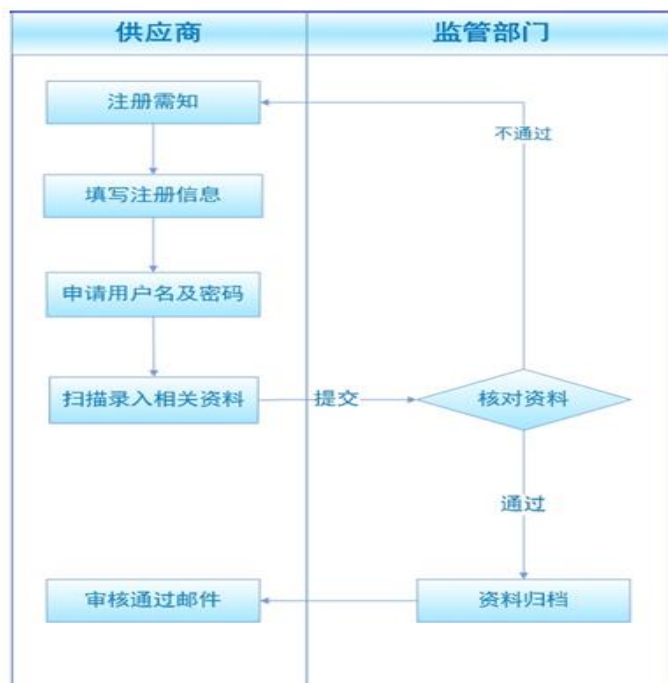 供应商
监管部门
注册需知
不通过
填写注册信息
申请用户名及密码
扫描录入相关资料
提交
核对资料
通过
审核通过邮件
资料归档